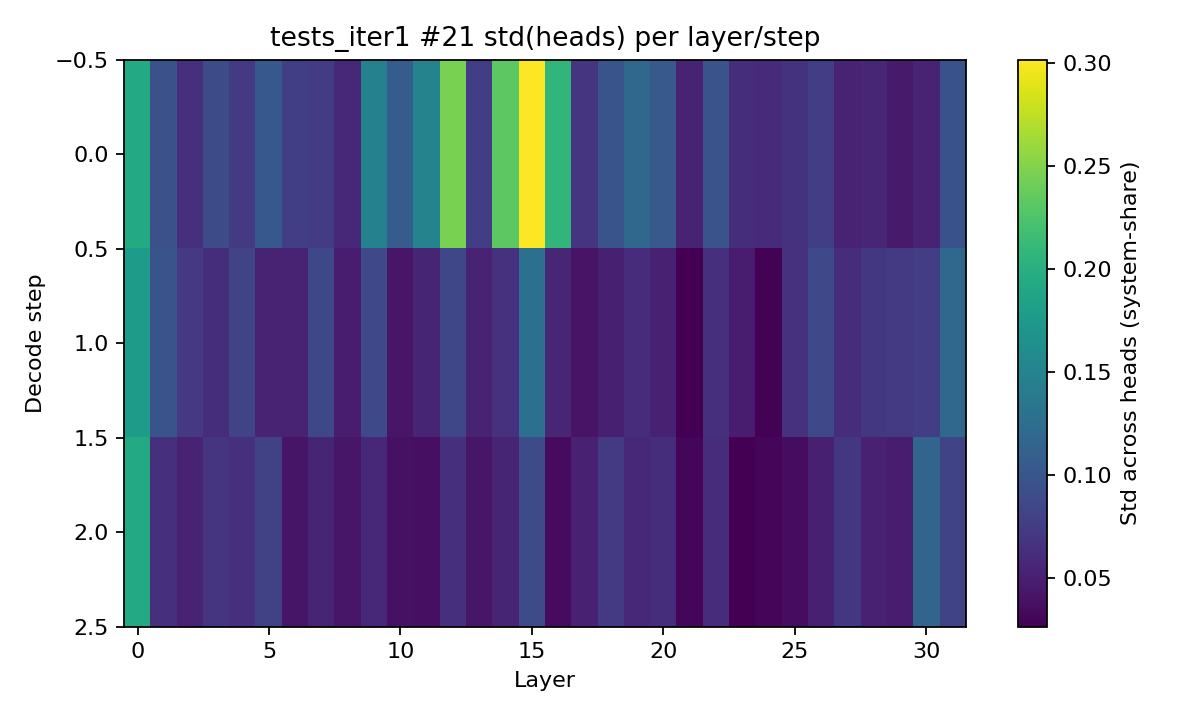 tests_iter1 #21 std(heads) per layer/step
−0.5
0.0
0.5
1.0
1.5
2.0
2.5
Decode step
0 5 10 15 20 25 30
Layer
0.30
0.25
0.20
0.15
0.10
0.05
Std across heads (system-share)